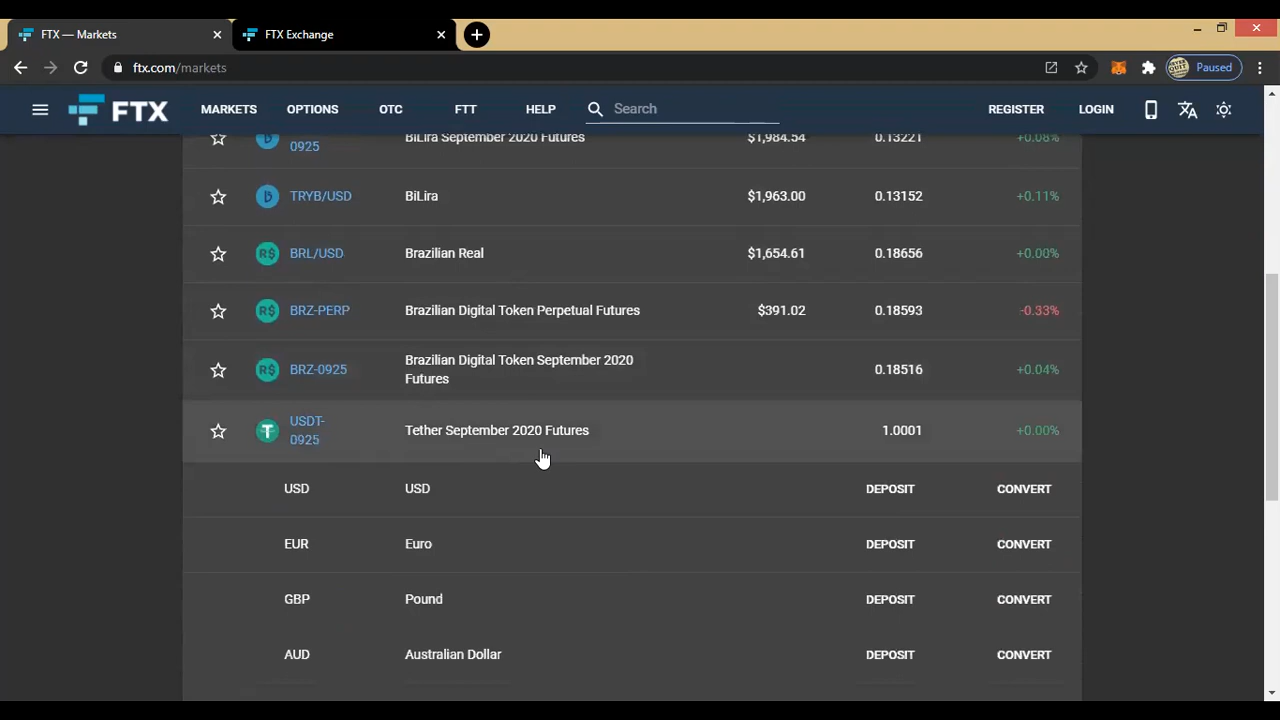 FTX — Markets
FTX Exchange
ftx.com/markets
Paused
FTX
MARKETS
OPTIONS
OTC
FTT
HELP
Search
REGISTER
LOGIN
0925
BiLira September 2020 Futures
$1,984.54
0.13221
+0.08%
TRYB/USD
BiLira
$1,963.00
0.13152
+0.11%
R$
BRL/USD
Brazilian Real
$1,654.61
0.18656
+0.00%
R$
BRZ-PERP
Brazilian Digital Token Perpetual Futures
$391.02
0.18593
-0.33%
R$
BRZ-0925
Brazilian Digital Token September 2020
Futures
0.18516
+0.04%
USDT-
0925
Tether September 2020 Futures
1.0001
+0.00%
USD
USD
DEPOSIT
CONVERT
EUR
Euro
DEPOSIT
CONVERT
GBP
Pound
DEPOSIT
CONVERT
AUD
Australian Dollar
DEPOSIT
CONVERT